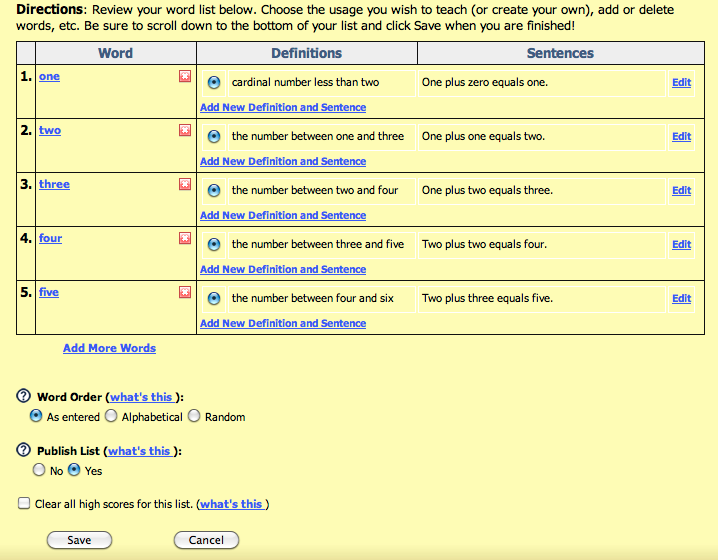 Directions: Review your word list below. Choose the usage you wish to teach (or create your own), add or delete
words, etc. Be sure to scroll down to the bottom of your list and click Save when you are finished!
Word Definitions Sentences
1. one cardinal number less than two One plus zero equals one. Edit
Add New Definition and Sentence
2. two the number between one and three One plus one equals two. Edit
Add New Definition and Sentence
3. three the number between two and four One plus two equals three. Edit
Add New Definition and Sentence
4. four the number between three and five Two plus two equals four. Edit
Add New Definition and Sentence
5. five the number between four and six Two plus three equals five. Edit
Add New Definition and Sentence
Add More Words
? Word Order (what's this ):
As entered Alphabetical Random
? Publish List (what's this ):
No Yes
Clear all high scores for this list. (what's this )
Save Cancel